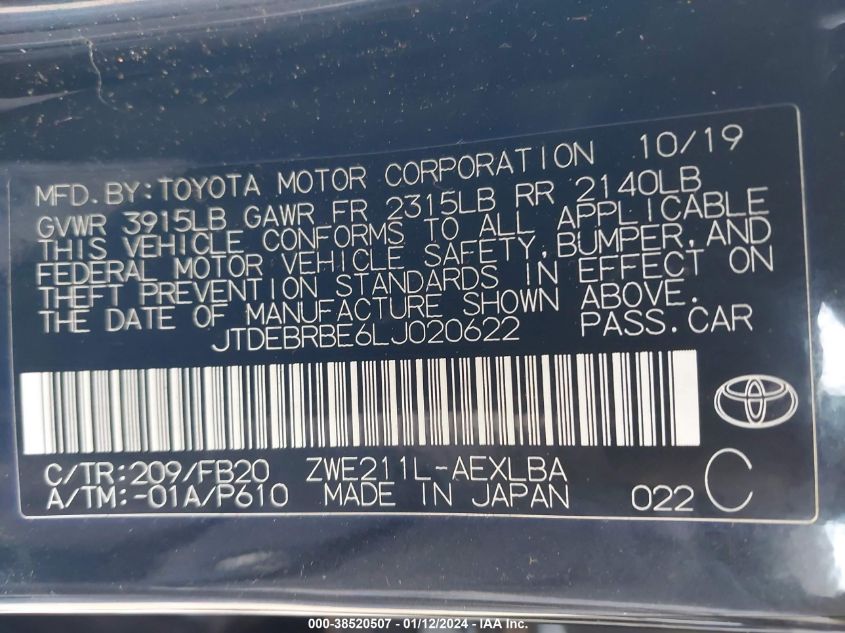 MFD.BY:TOYOTA MOTOR CORPORATION 10/19
GVWR 3915LB GAWR FR 2315LB RR 2140LB
THIS VEHICLE CONFORMS TO ALL APPLICABLE
FEDERAL MOTOR VEHICLE SAFETY,BUMPER,AND
THEFT PREVENTION STANDARDS IN EFFECT ON
THE DATE OF MANUFACTURE SHOWN ABOVE.
JTDEBRBE6LJ020622 PASS.CAR
C/TR:209/FB20 ZWE211L-AEXLBA
A/TM:-01A/P610 MADE IN JAPAN 022 C
000-38520507 - 01/12/2024 - IAA, Inc.